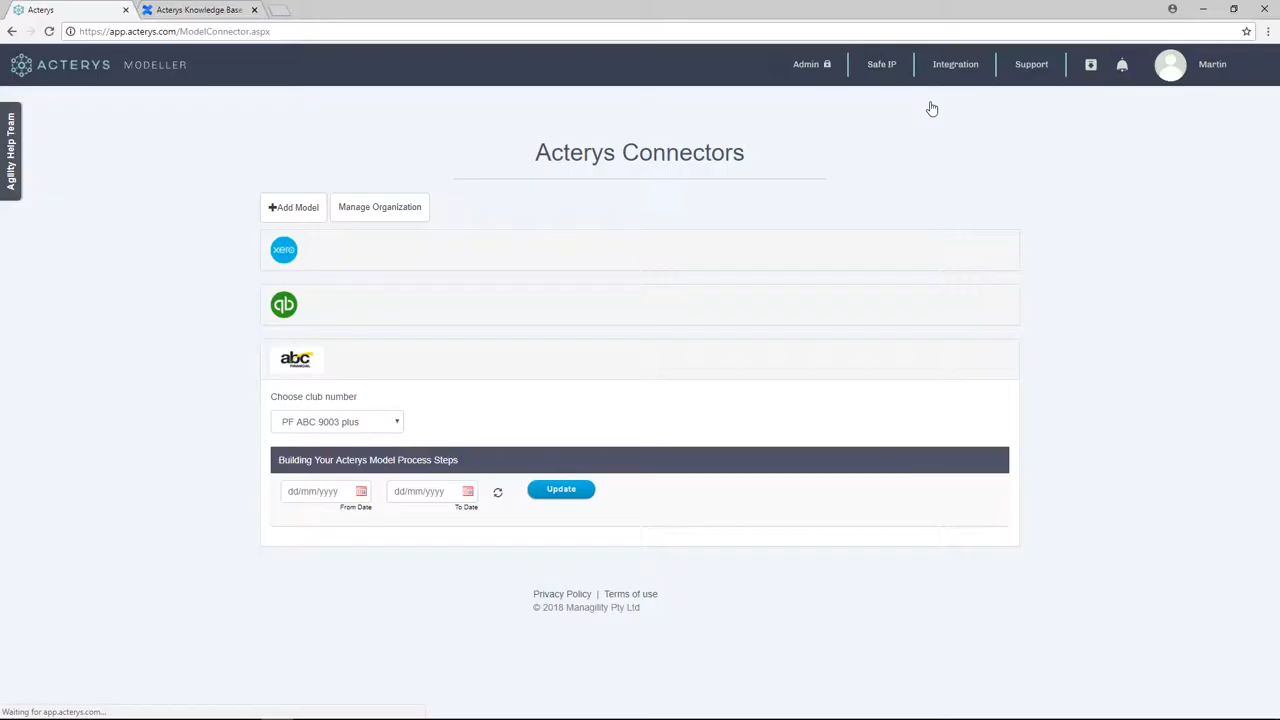 Acterys
Acterys Knowledge Base
https://app.acterys.com/ModelConnector.aspx
ACTERYS MODELLER
Admin
Safe IP
Integration
Support
Martin
Agility Help Team
Acterys Connectors
Add Model
Manage Organization
xero
qb
abc
FINANCIAL
Choose club number
PF ABC 9003 plus
Building Your Acterys Model Process Steps
dd/mm/yyyy
dd/mm/yyyy
Update
From Date
To Date
Privacy Policy | Terms of use
© 2018 Managility Pty Ltd
Waiting for app.acterys.com...